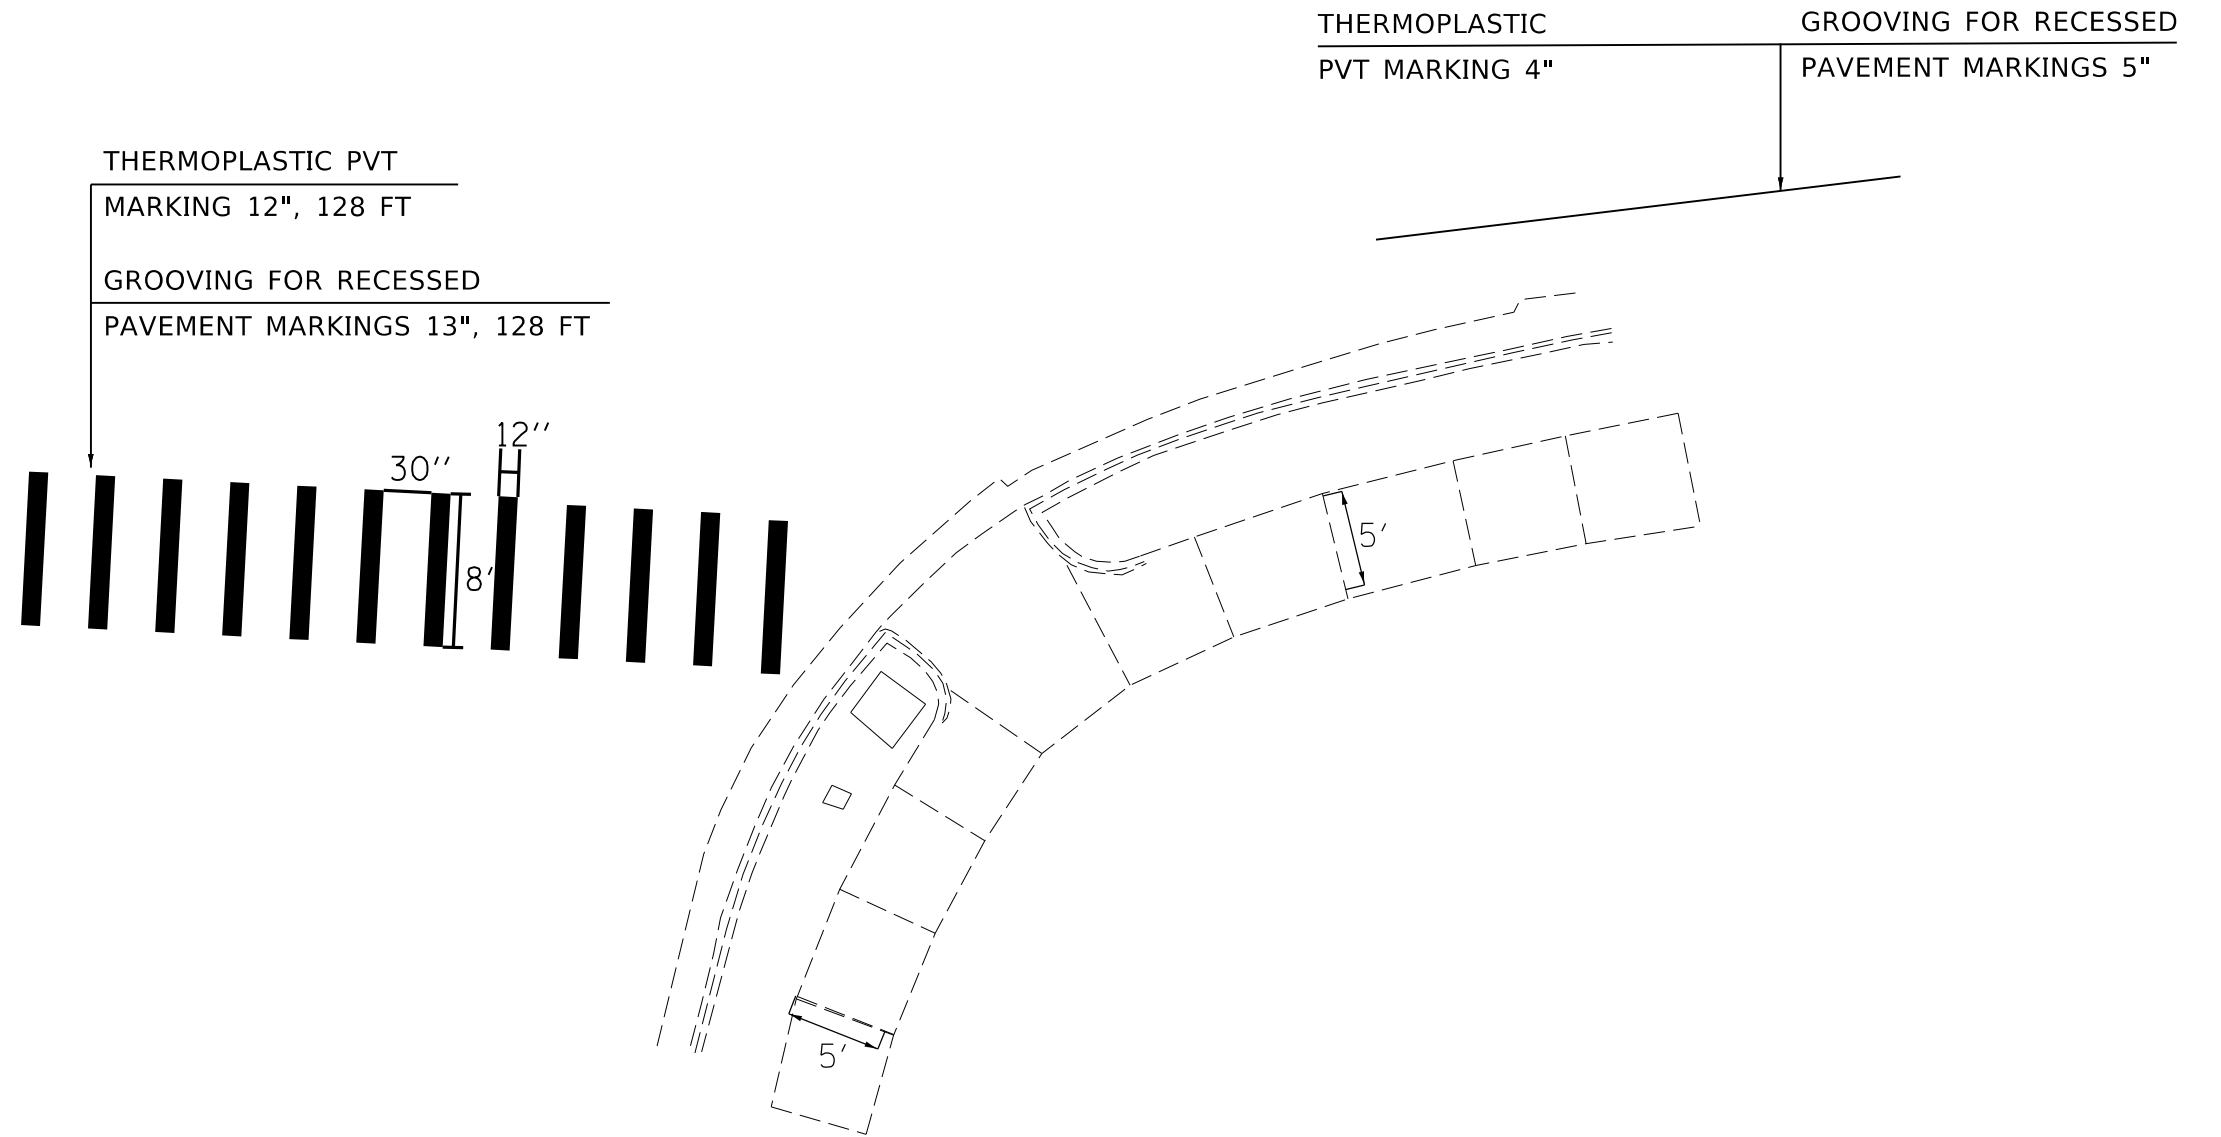 THERMOPLASTIC
PVT MARKING 4"
GROOVING FOR RECESSED
PAVEMENT MARKINGS 5"
THERMOPLASTIC PVT
MARKING 12", 128 FT
GROOVING FOR RECESSED
PAVEMENT MARKINGS 13", 128 FT
12''
30''
8'
5'
5'